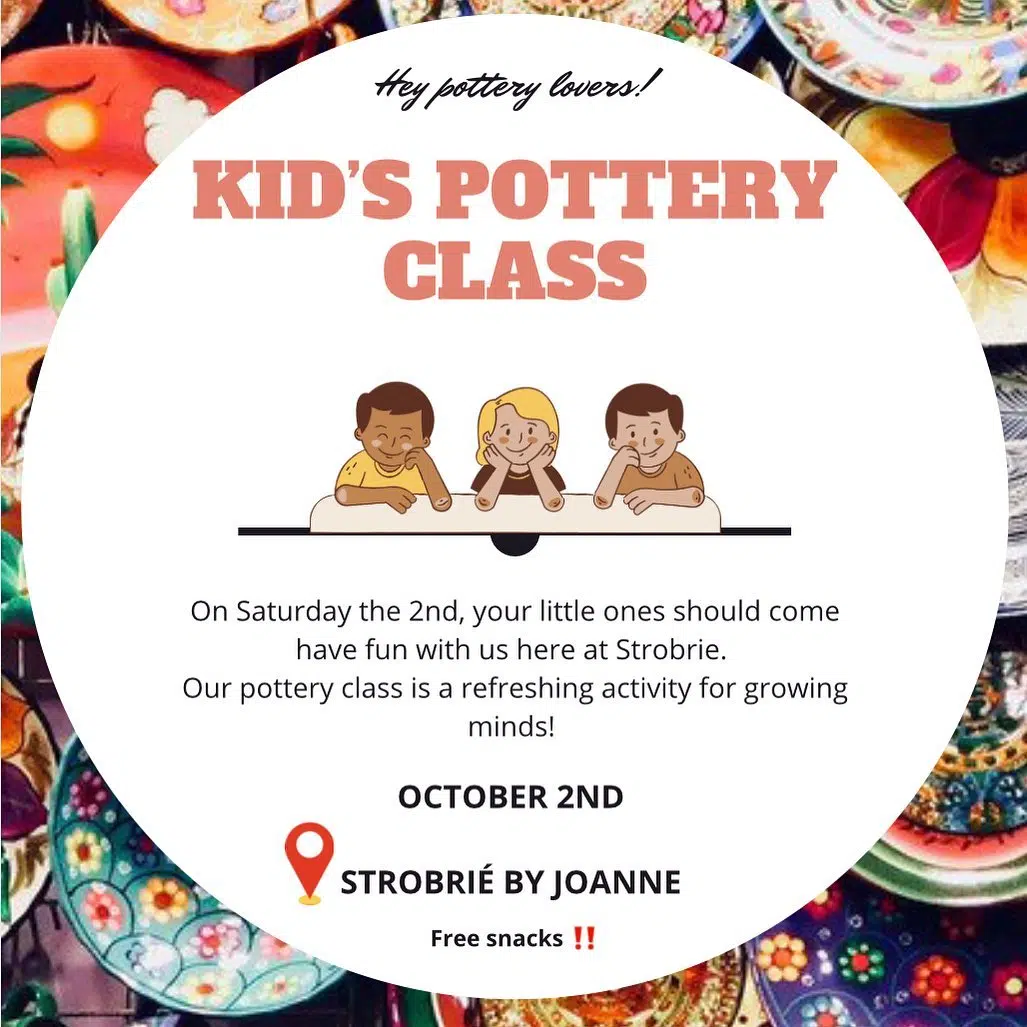 Hey pottery lovers!
KID'S POTTERY
CLASS
On Saturday the 2nd, your little ones should come
have fun with us here at Strobrie.
Our pottery class is a refreshing activity for growing
minds!
OCTOBER 2ND
STROBRIÉ BY JOANNE
Free snacks ‼️